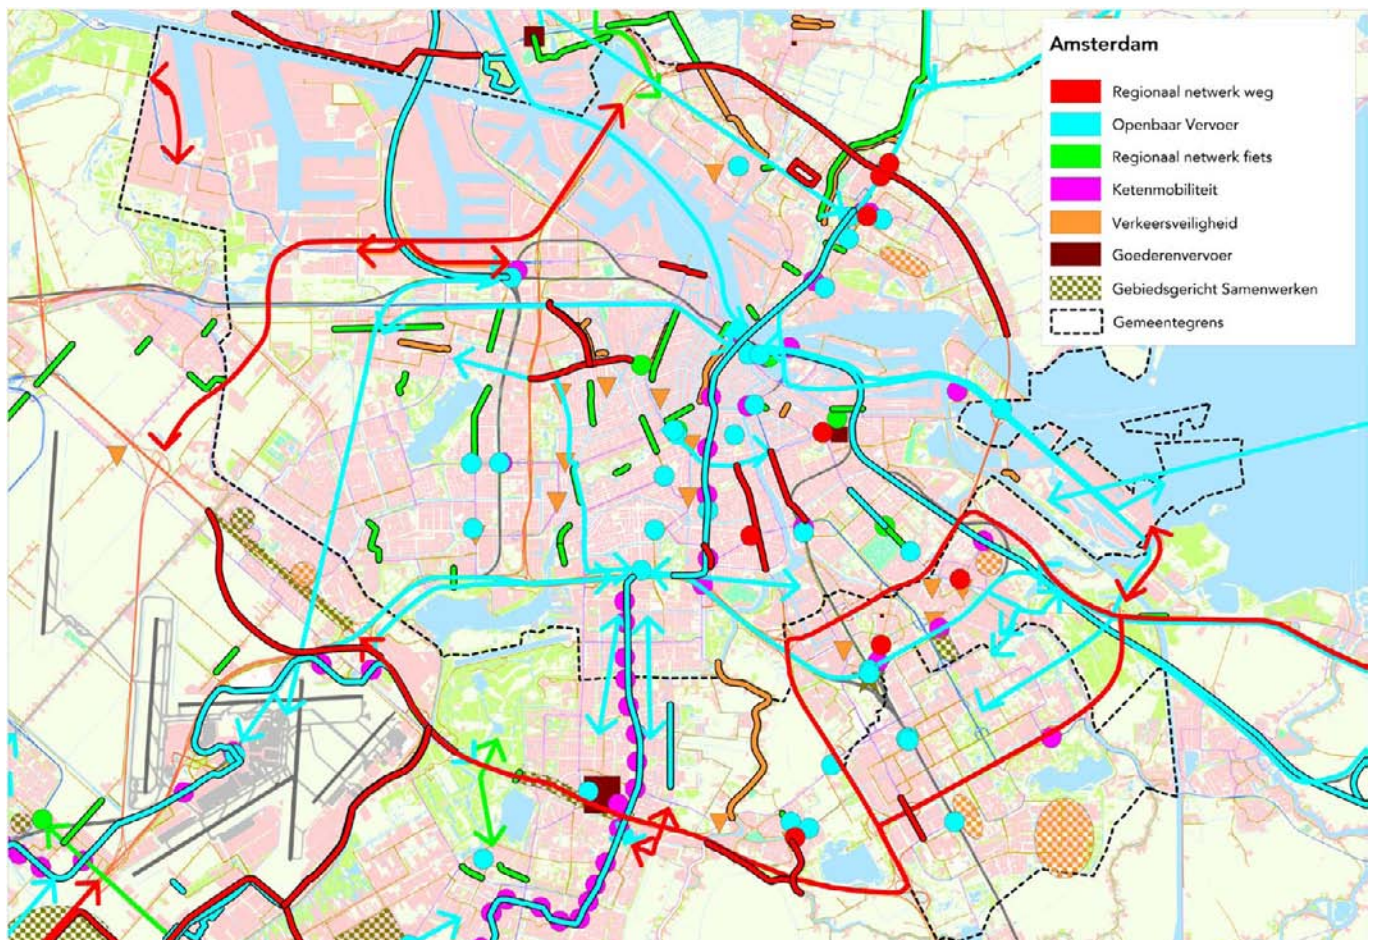 Amsterdam
Regionaal netwerk weg
Openbaar Vervoer
Regionaal netwerk fiets
Ketenmobiliteit
Verkeersveiligheid
Goederenvervoer
Gebiedsgericht Samenwerken
Gemeentegrens